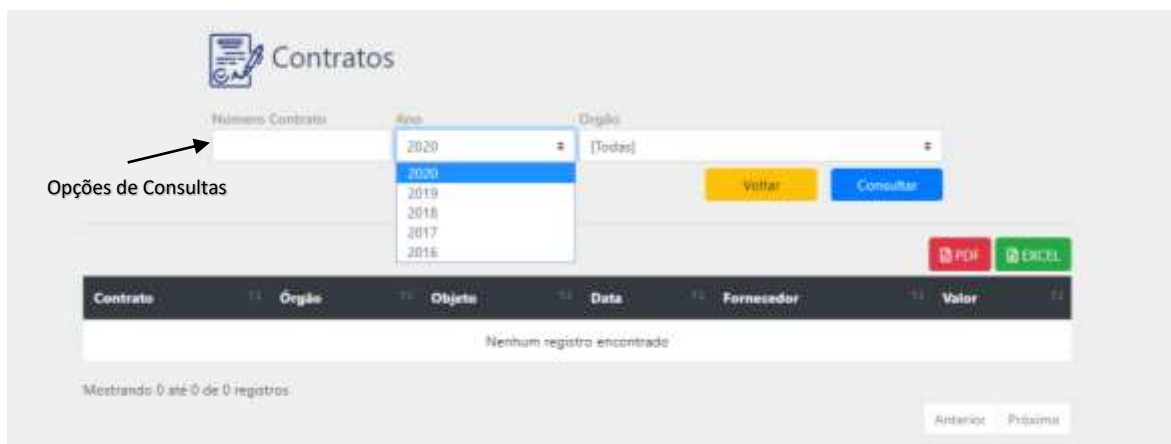 Contratos
Número Contrato Ano Orgão
2020 [Todas]
Opções de Consultas
2020
2019
2018
2017
2016
Voltar Consultar
PDF EXCEL
Contrato Órgão Objeto Data Fornecedor Valor
Nenhum registro encontrado
Mostrando 0 até 0 de 0 registros
Anterior Próximo